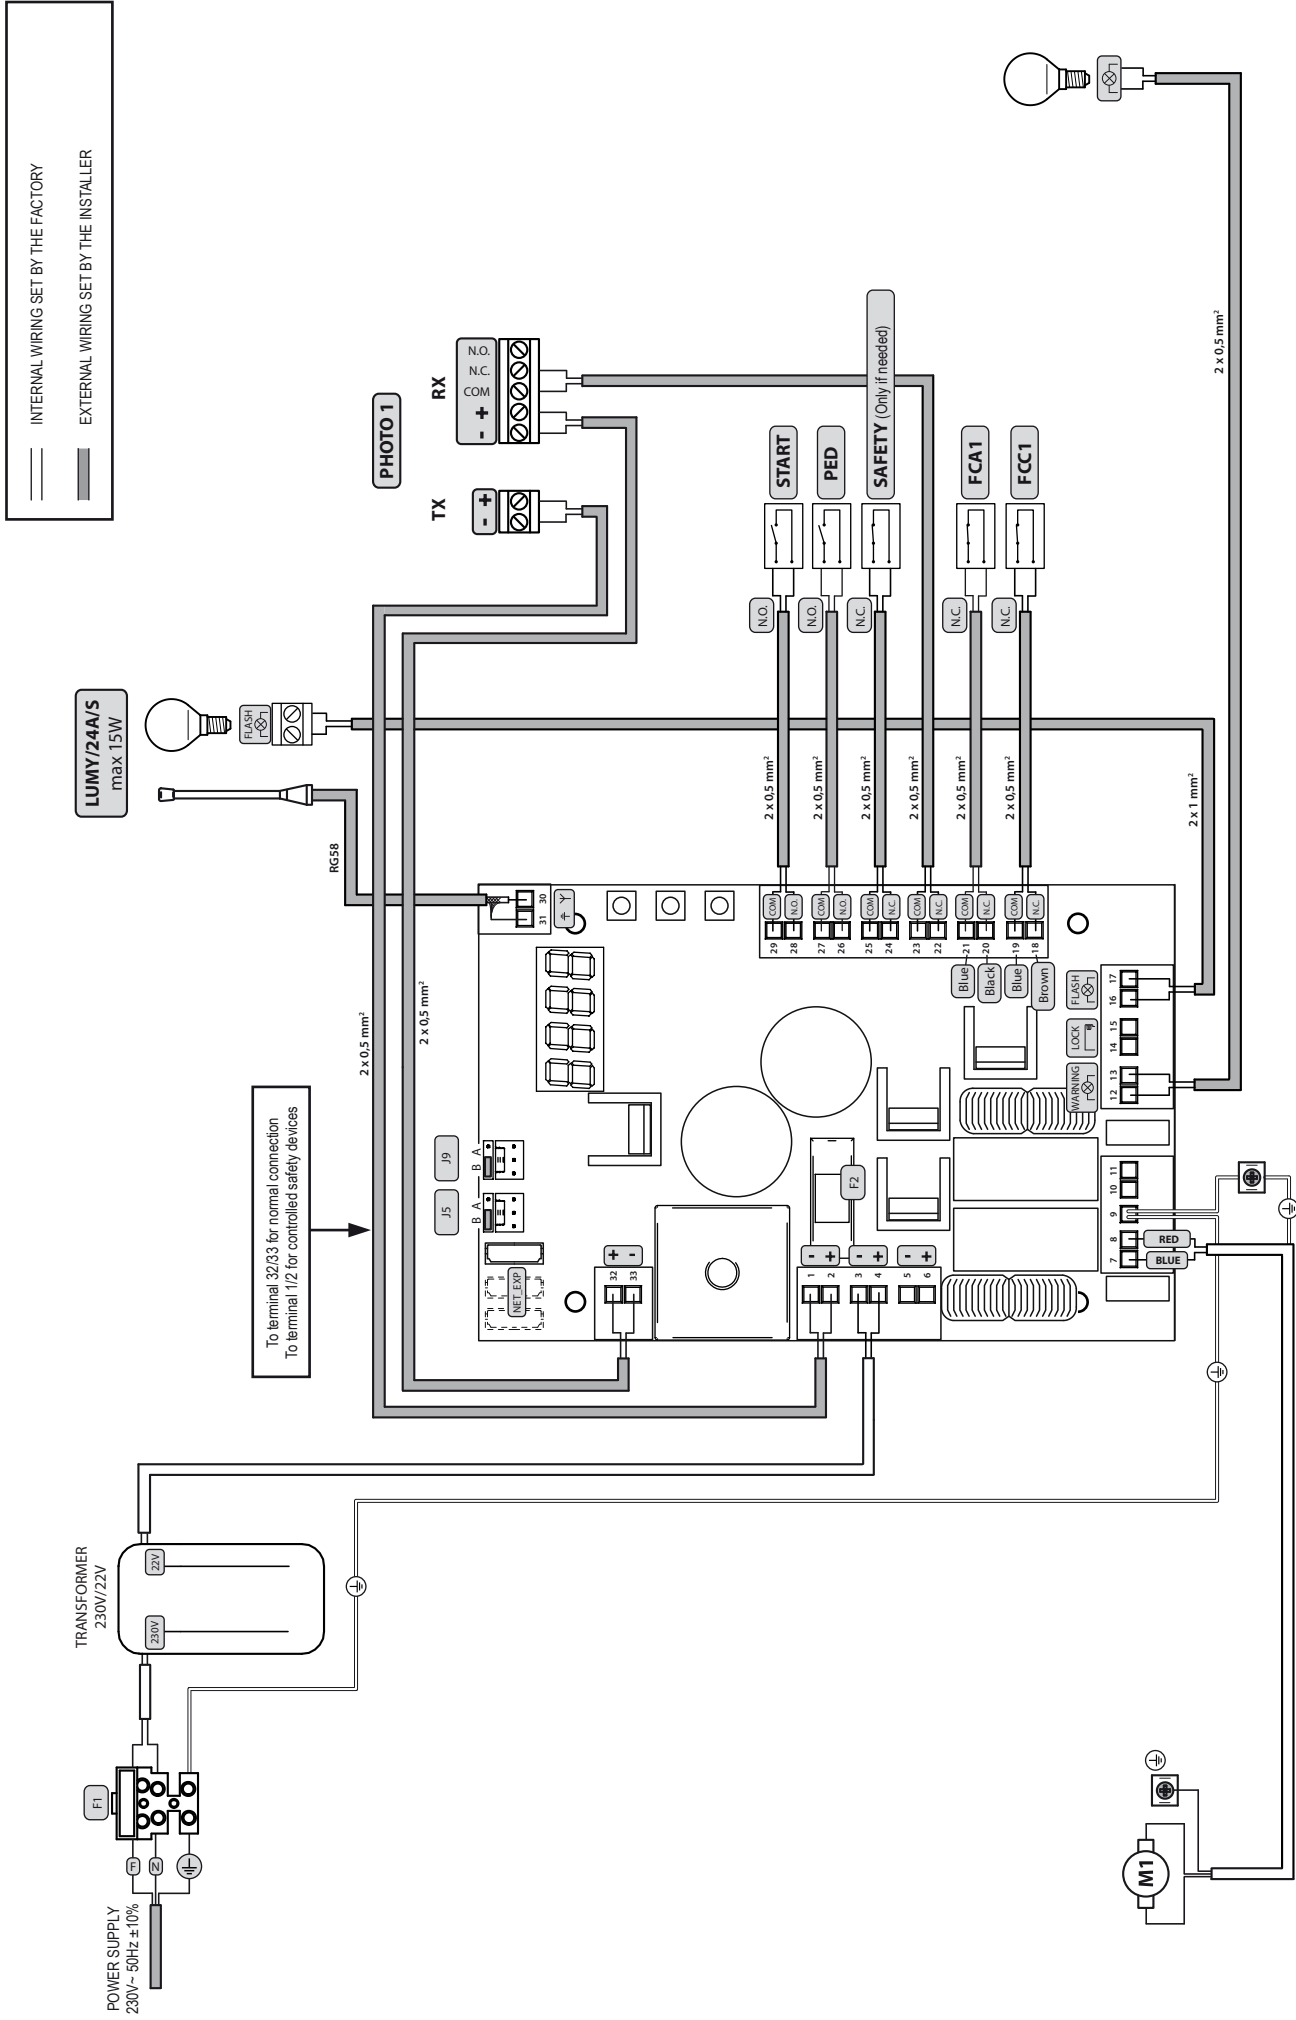 INTERNAL WIRING SET BY THE FACTORY
EXTERNAL WIRING SET BY THE INSTALLER
POWER SUPPLY
230V~ 50Hz ±10%
F
N
F1
TRANSFORMER
230V/22V
230V
22V
To terminal 32/33 for normal connection
To terminal 1/2 for controlled safety devices
LUMY/24A/S
max 15W
FLASH
RG58
2 x 0,5 mm²
2 x 0,5 mm²
PHOTO 1
TX
- +
RX
- + COM N.C. N.O.
J5
B A
J9
B A
NET_EXP
32 +
33 -
1 -
2 +
3 -
4 +
5 -
6 +
F2
31 30
29 COM
28 N.O.
27 COM
26 N.O.
25 COM
24 N.C.
23 COM
22 N.C.
21 COM
20 N.C.
19 COM
18 N.C.
Blue
Black
Blue
Brown
2 x 0,5 mm²
2 x 0,5 mm²
2 x 0,5 mm²
2 x 0,5 mm²
2 x 0,5 mm²
2 x 0,5 mm²
N.O.
START
N.O.
PED
N.C.
SAFETY (Only if needed)
N.C.
FCA1
N.C.
FCC1
WARNING
LOCK
FLASH
7 8 9 10 11
12 13 14 15 16 17
BLUE
RED
2 x 1 mm²
2 x 0,5 mm²
M1